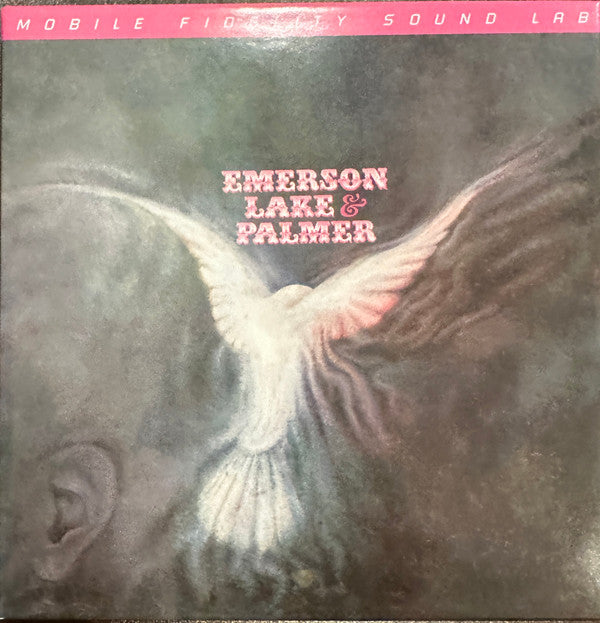 MOBILE FIDELITY SOUND LAB
EMERSON
LAKE &
PALMER